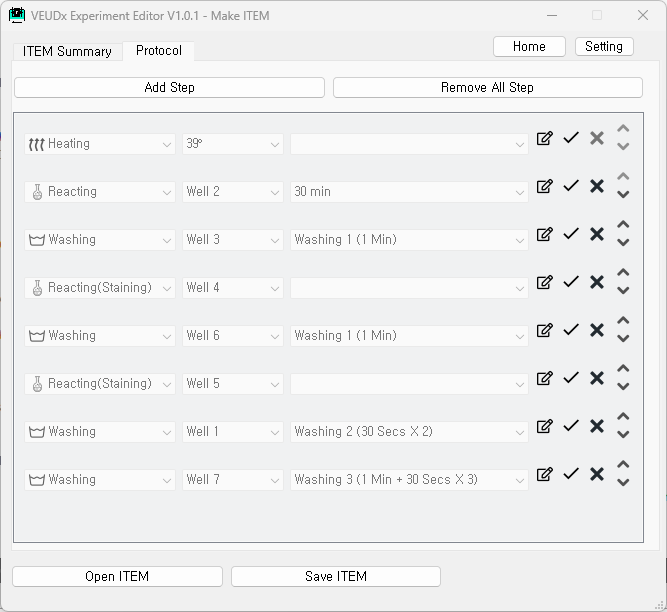 VEUDx Experiment Editor V1.0.1 - Make ITEM
ITEM Summary Protocol Home Setting
Add Step Remove All Step
Heating 39º
Reacting Well 2 30 min
Washing Well 3 Washing 1 (1 Min)
Reacting(Staining) Well 4
Washing Well 6 Washing 1 (1 Min)
Reacting(Staining) Well 5
Washing Well 1 Washing 2 (30 Secs X 2)
Washing Well 7 Washing 3 (1 Min + 30 Secs X 3)
Open ITEM Save ITEM